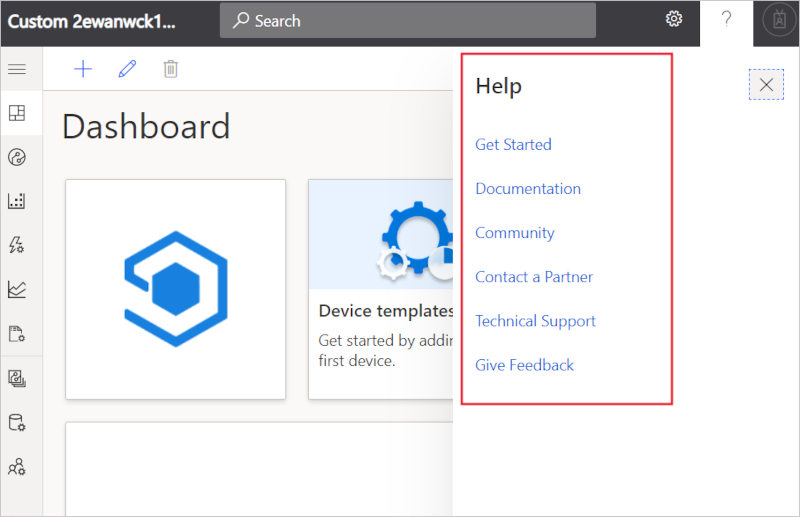 Custom 2ewanwck1...
Search
?
Dashboard
Help
Get Started
Documentation
Community
Contact a Partner
Technical Support
Give Feedback
Device templates
Get started by addin
first device.